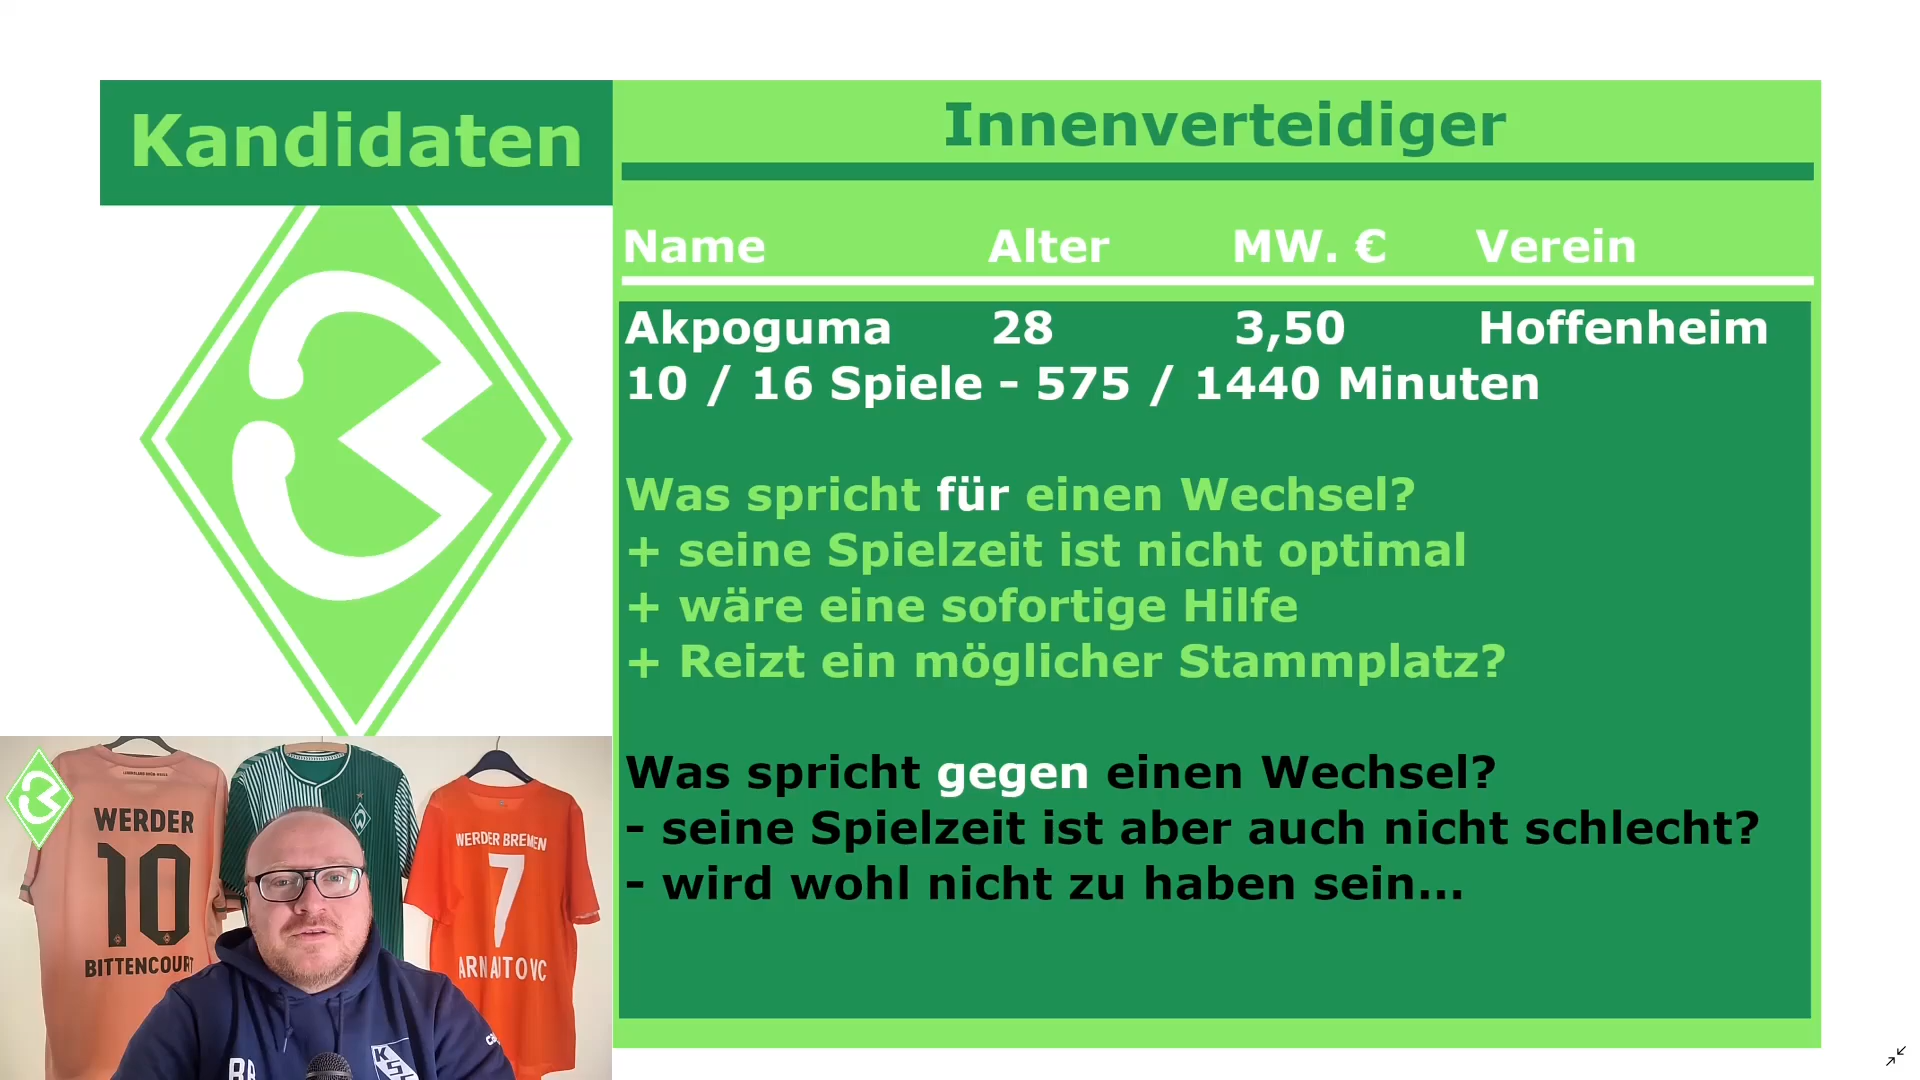 Kandidaten
Innenverteidiger
Name Alter MW. € Verein
Akpoguma 28 3,50 Hoffenheim
10 / 16 Spiele - 575 / 1440 Minuten
Was spricht für einen Wechsel?
+ seine Spielzeit ist nicht optimal
+ wäre eine sofortige Hilfe
+ Reizt ein möglicher Stammplatz?
Was spricht gegen einen Wechsel?
- seine Spielzeit ist aber auch nicht schlecht?
- wird wohl nicht zu haben sein...
WERDER
10
BITTENCOURT
WERDER BREMEN
7
ARNAUTOVC